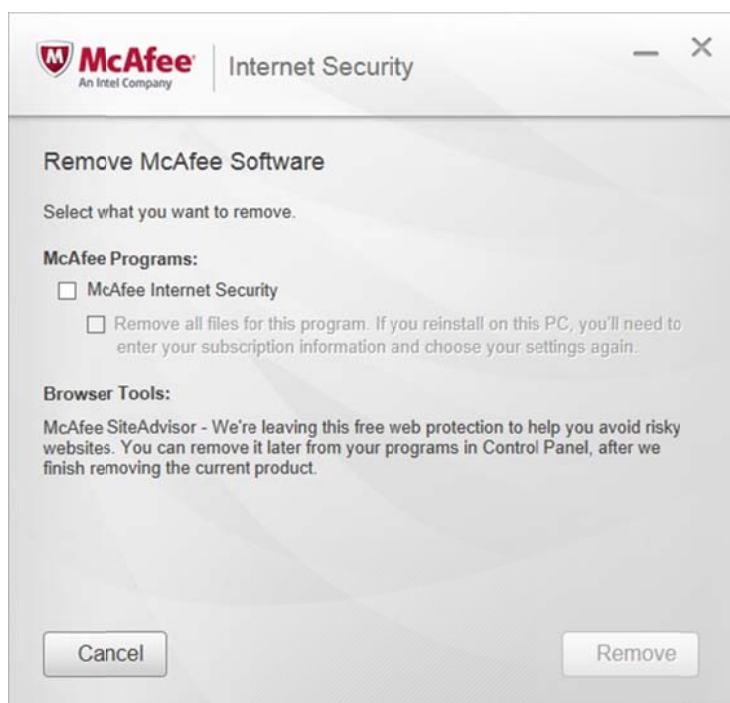 McAfee
An Intel Company
Internet Security
Remove McAfee Software
Select what you want to remove.
McAfee Programs:
McAfee Internet Security
Remove all files for this program. If you reinstall on this PC, you'll need to
enter your subscription information and choose your settings again.
Browser Tools:
McAfee SiteAdvisor - We're leaving this free web protection to help you avoid risky
websites. You can remove it later from your programs in Control Panel, after we
finish removing the current product.
Cancel
Remove